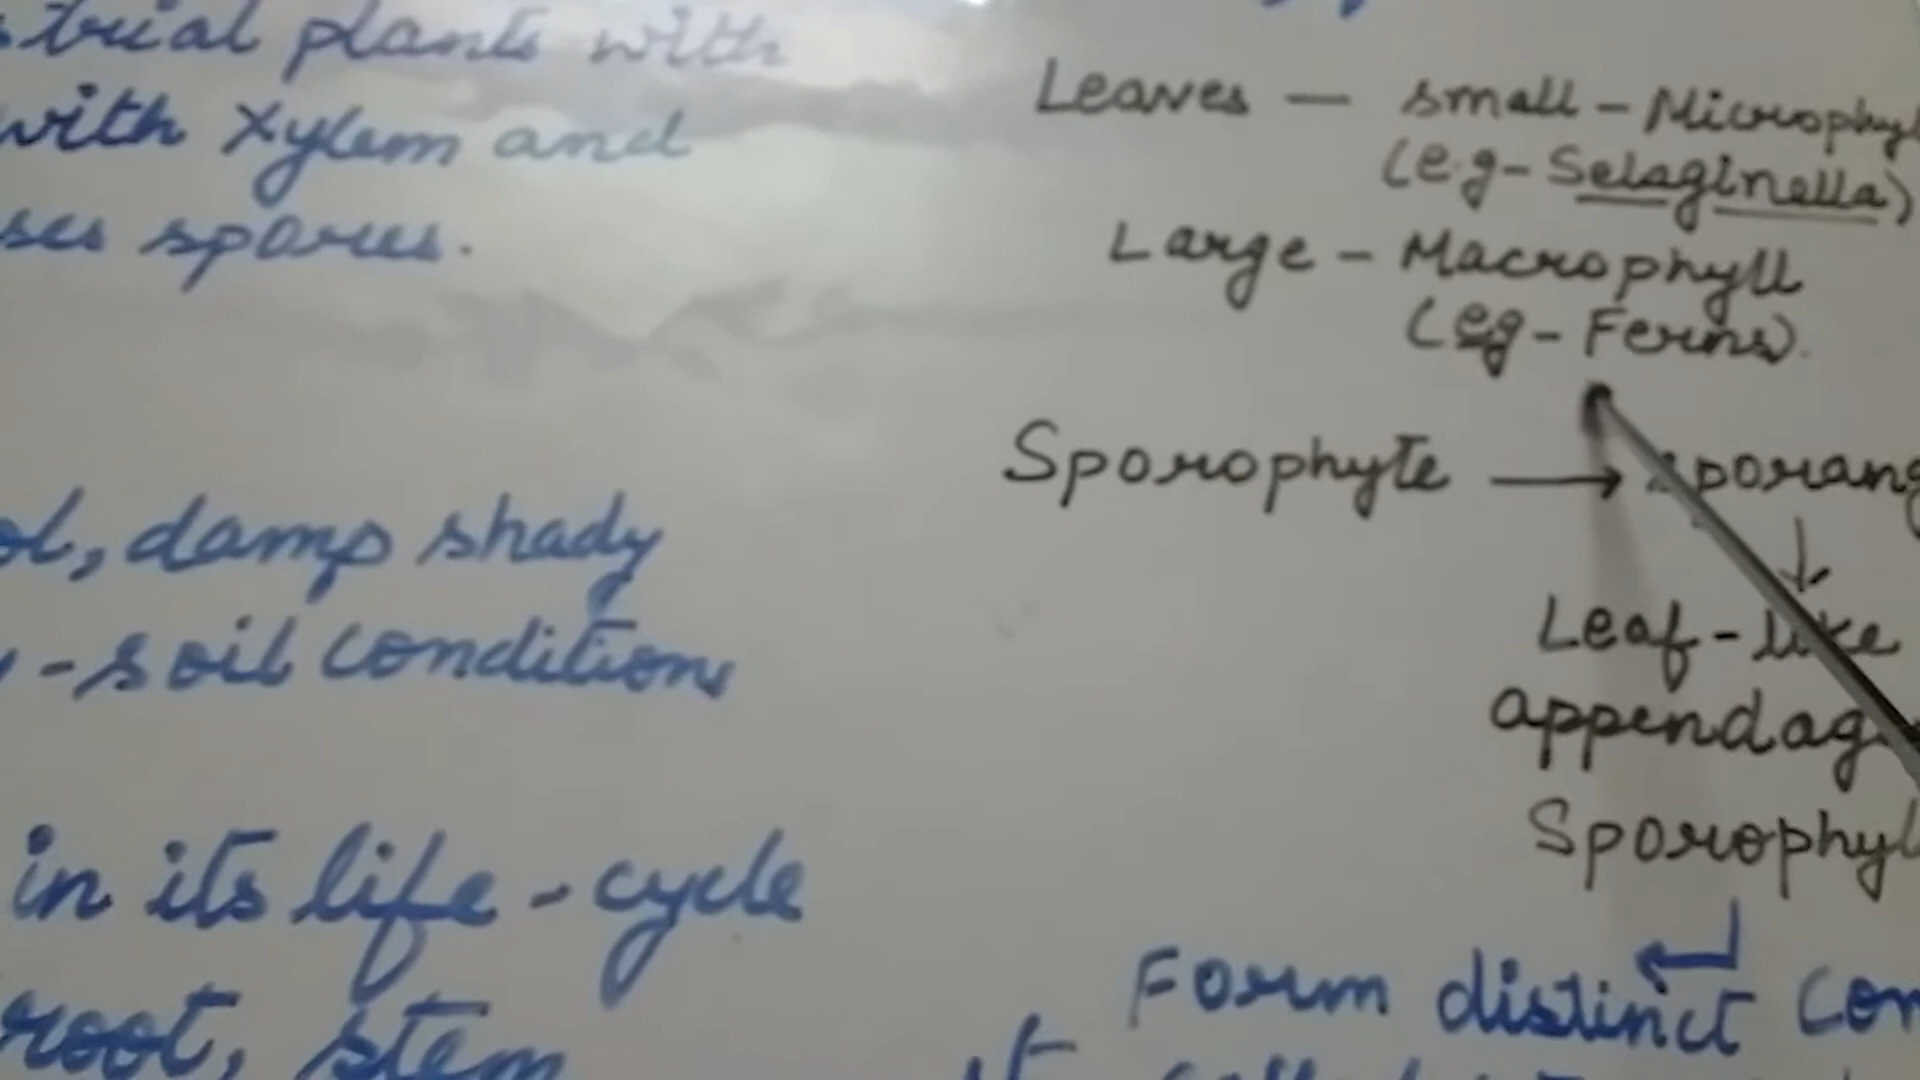 trial plants with
with xylem and
ses spores.
ol, damp shady
-soil conditions
in its life-cycle
root, stem
Leaves — small - Microphyl
(e.g- Selaginella)
Large - Macrophyll
(eg- Ferns).
Sporophyte → sporang
↓
Leaf-like
appendag
Sporophyl
Form distinct Con